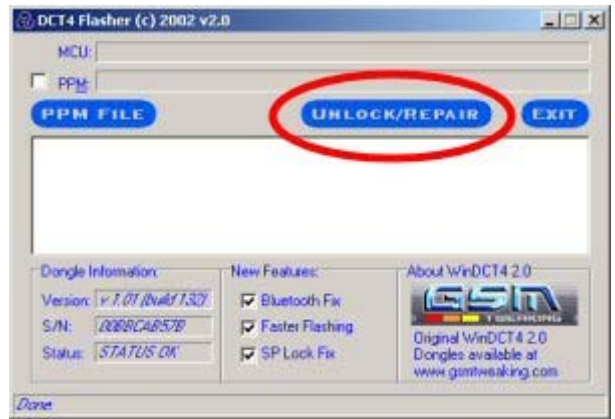 DCT4 Flasher (c) 2002 v2.0
MCU:
PPM:
PPM FILE
UNLOCK/REPAIR
EXIT
Dongle Information:
Version: v 1.01 (build 132)
S/N:
Status: STATUS OK
New Features:
Bluetooth Fix
Faster Flashing
SP Lock Fix
About WinDCT4 2.0
GSM
Original WinDCT4 2.0
Dongles available at
www.gsmtweaking.com
Done